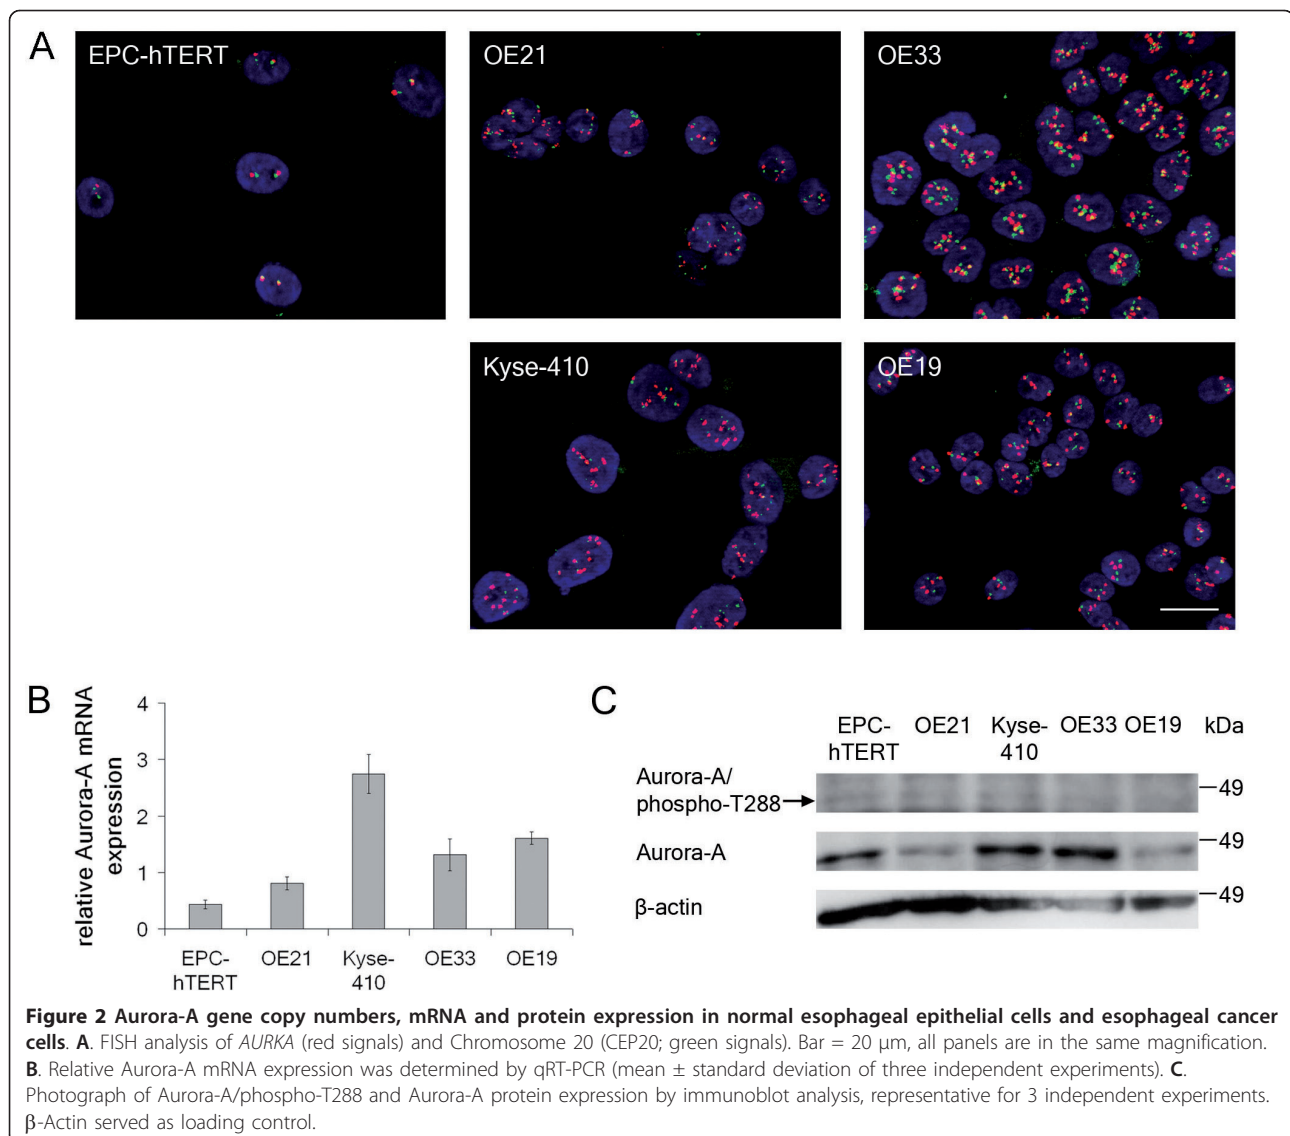 A
EPC-hTERT
OE21
OE33
Kyse-410
OE19
B
relative Aurora-A mRNA
expression
4
3
2
1
0
EPC-
hTERT
OE21
Kyse-
410
OE33
OE19
C
EPC-
hTERT
OE21
Kyse-
410
OE33
OE19
kDa
Aurora-A/
phospho-T288
49
Aurora-A
49
β-actin
49
Figure 2 Aurora-A gene copy numbers, mRNA and protein expression in normal esophageal epithelial cells and esophageal cancer
cells. A. FISH analysis of AURKA (red signals) and Chromosome 20 (CEP20; green signals). Bar = 20 μm, all panels are in the same magnification.
B. Relative Aurora-A mRNA expression was determined by qRT-PCR (mean ± standard deviation of three independent experiments). C.
Photograph of Aurora-A/phospho-T288 and Aurora-A protein expression by immunoblot analysis, representative for 3 independent experiments.
β-Actin served as loading control.